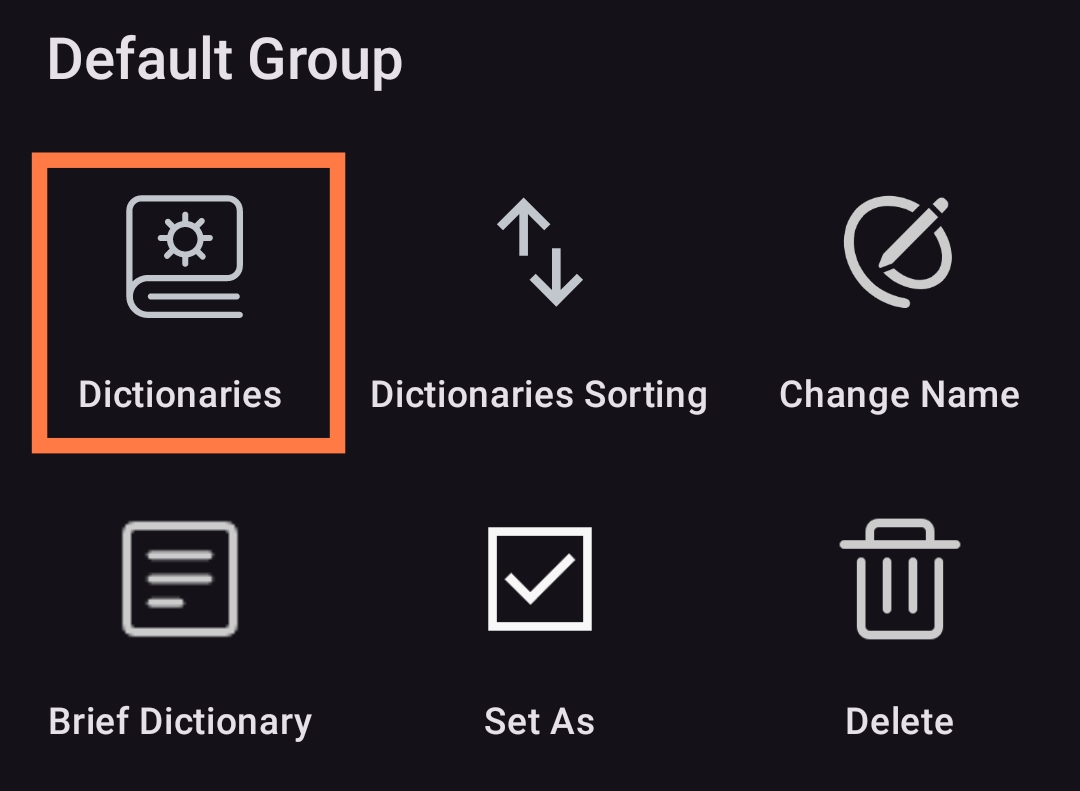 Default Group
Dictionaries
Dictionaries Sorting
Change Name
Brief Dictionary
Set As
Delete